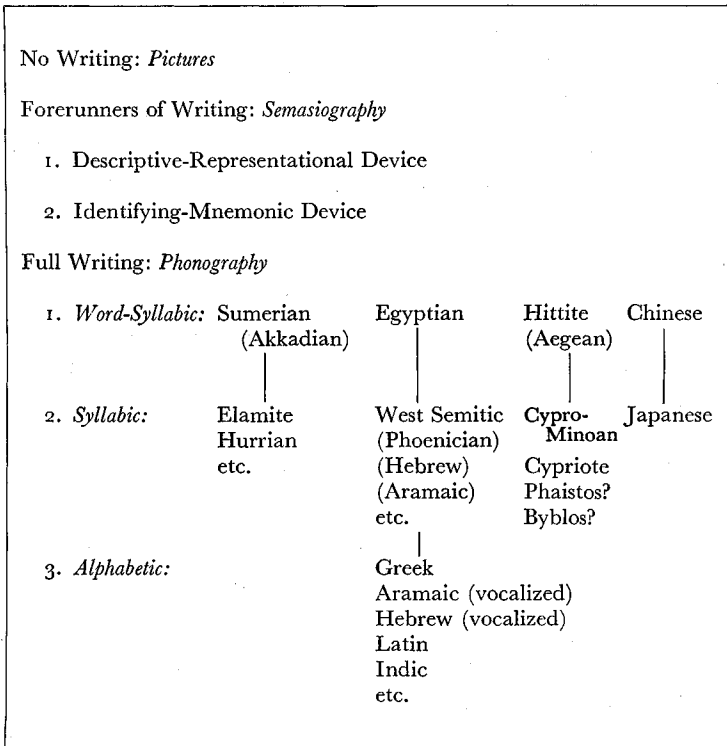 No Writing: Pictures
Forerunners of Writing: Semasiography
1. Descriptive-Representational Device
2. Identifying-Mnemonic Device
Full Writing: Phonography
1. Word-Syllabic: Sumerian Egyptian Hittite Chinese
(Akkadian) (Aegean)
2. Syllabic: Elamite West Semitic Cypro- Japanese
Hurrian (Phoenician) Minoan
etc. (Hebrew) Cypriote
(Aramaic) Phaistos?
etc. Byblos?
3. Alphabetic: Greek
Aramaic (vocalized)
Hebrew (vocalized)
Latin
Indic
etc.